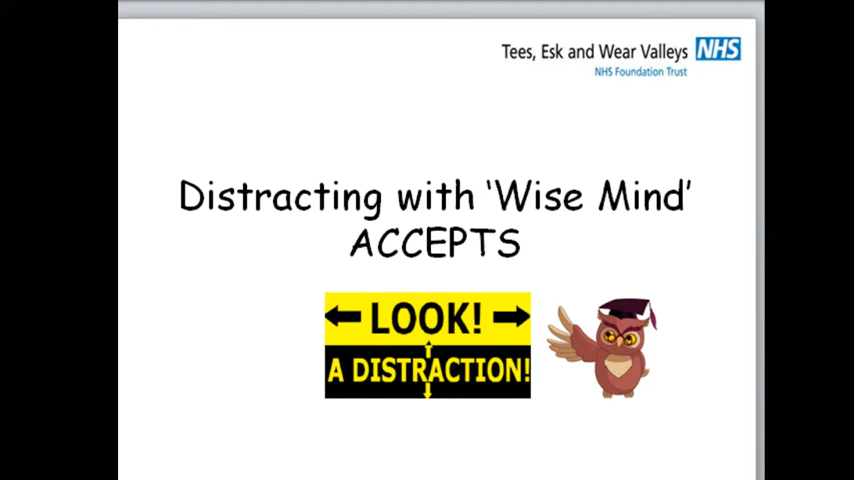 Tees, Esk and Wear Valleys NHS
NHS Foundation Trust
Distracting with ‘Wise Mind’
ACCEPTS
LOOK!
A DISTRACTION!